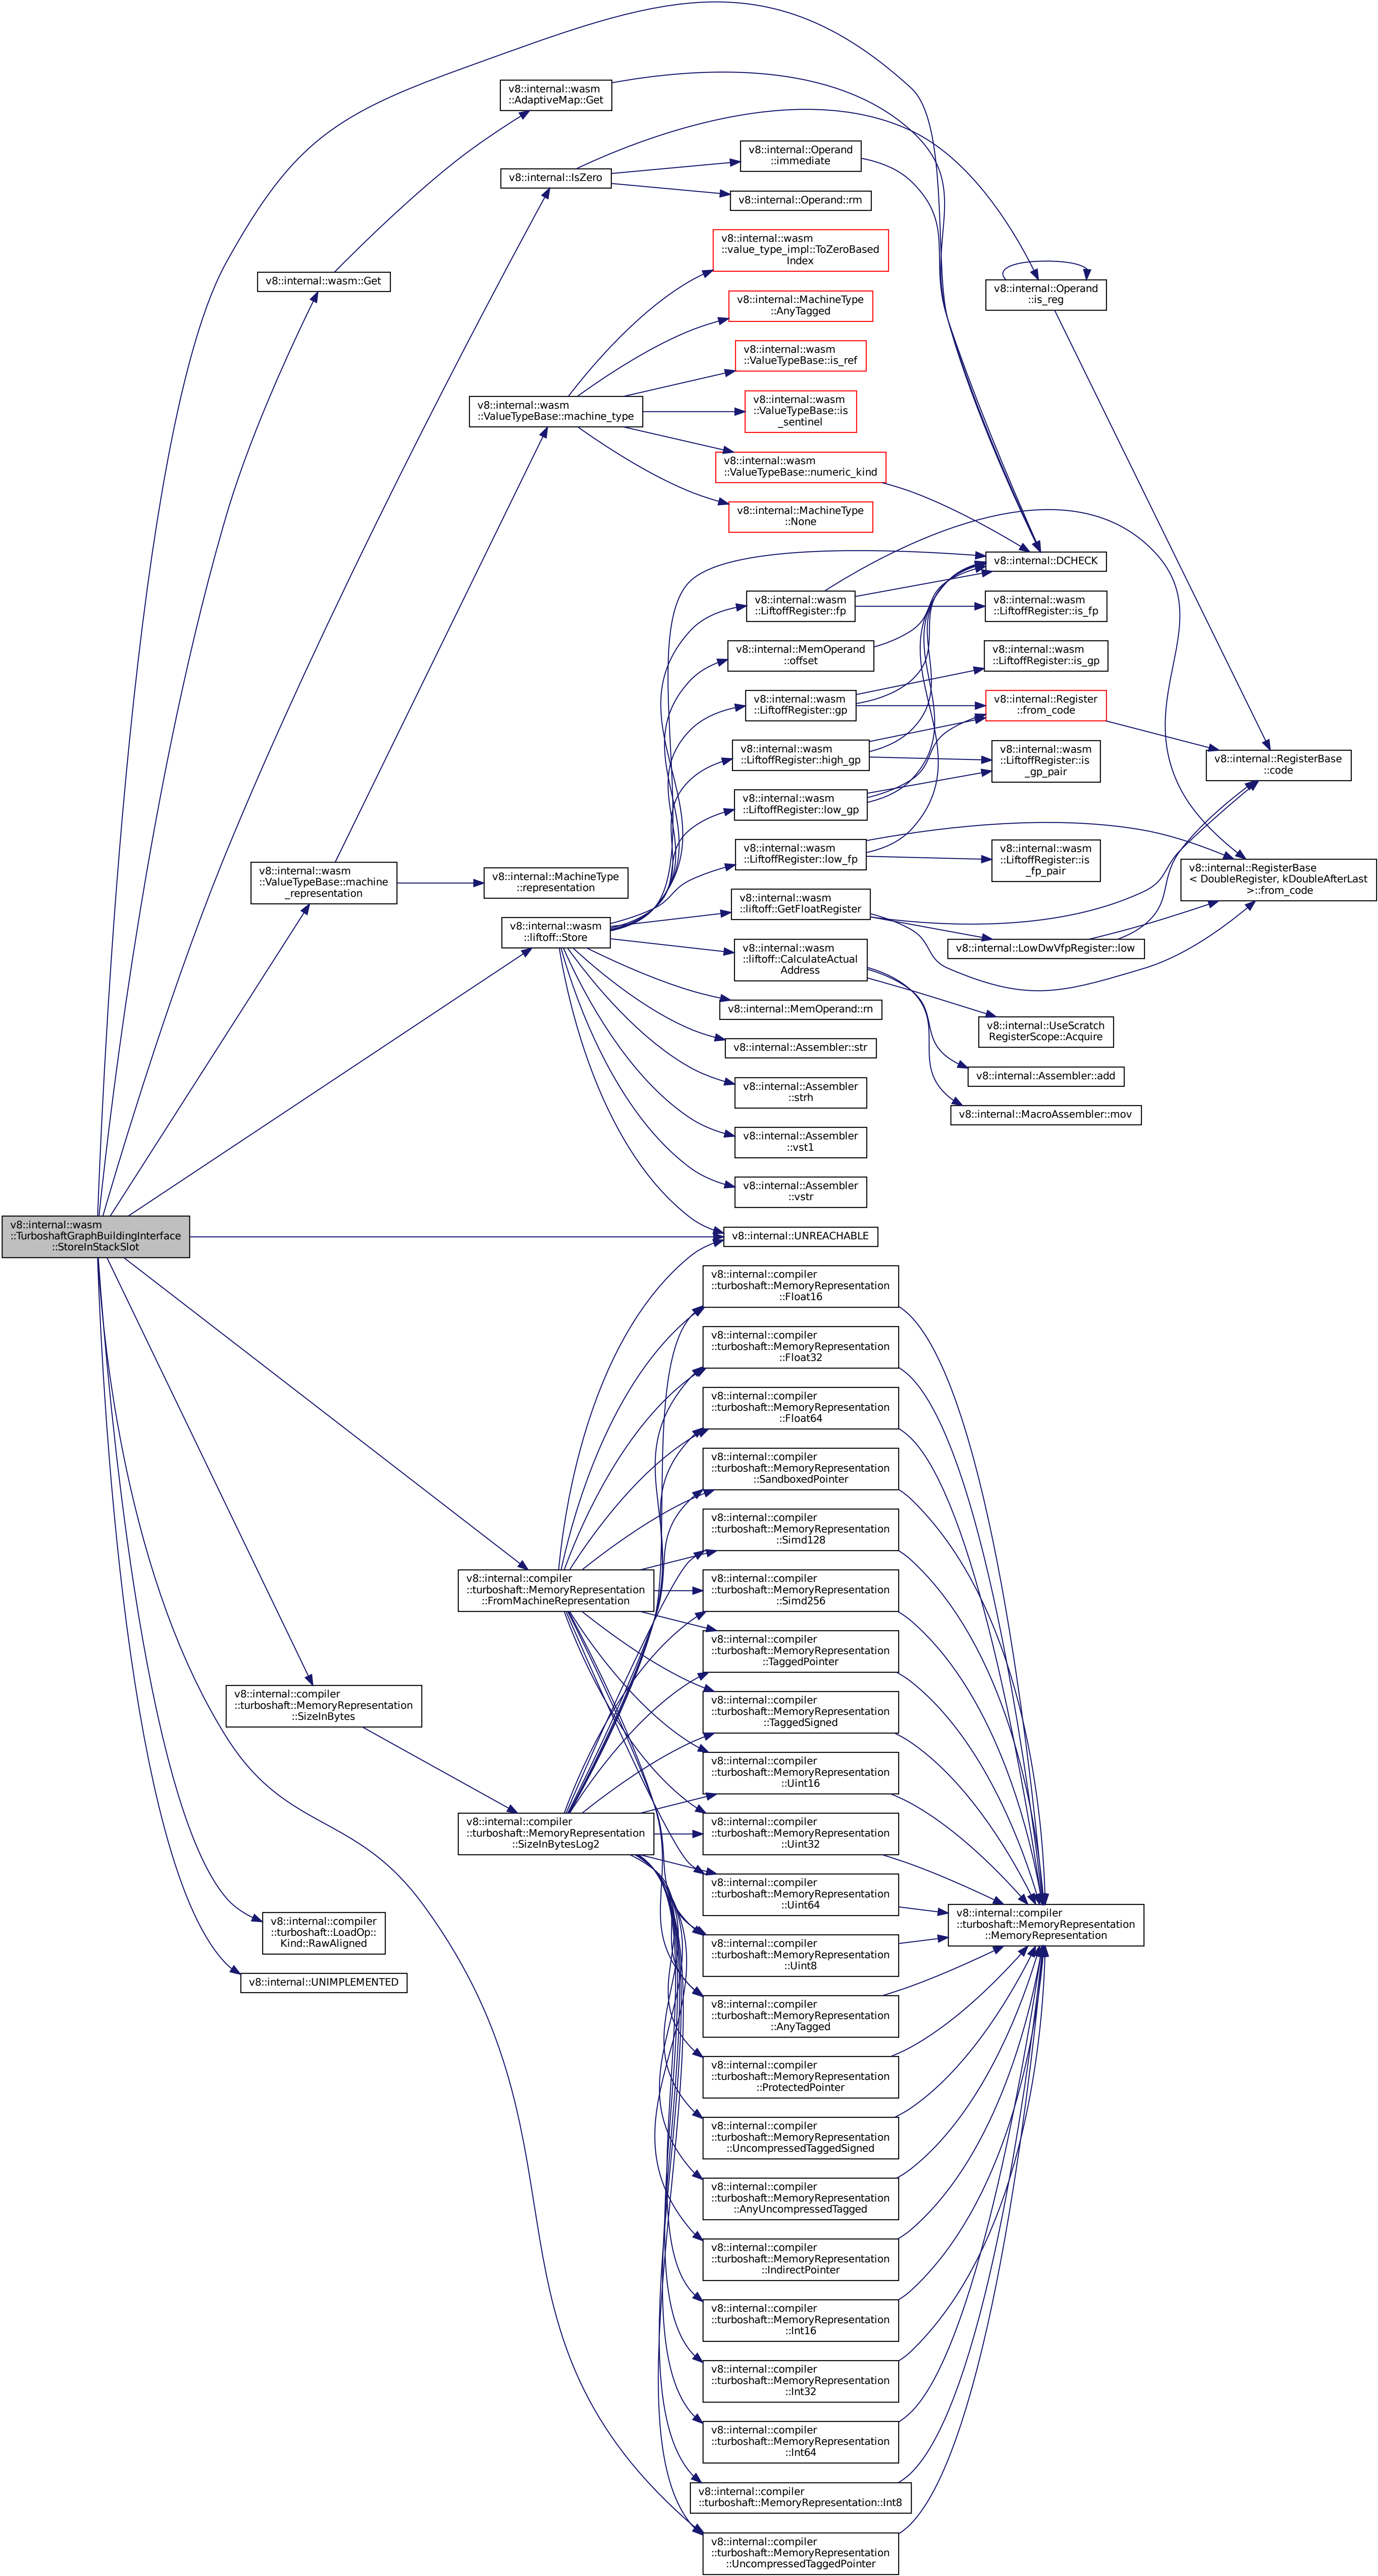 v8::internal::wasm
::AdaptiveMap::Get
v8::internal::Operand
::immediate
v8::internal::IsZero
v8::internal::Operand::rm
v8::internal::wasm
::value_type_impl::ToZeroBased
Index
v8::internal::wasm::Get
v8::internal::Operand
::is_reg
v8::internal::MachineType
::AnyTagged
v8::internal::wasm
::ValueTypeBase::is_ref
v8::internal::wasm
::ValueTypeBase::machine_type
v8::internal::wasm
::ValueTypeBase::is
_sentinel
v8::internal::wasm
::ValueTypeBase::numeric_kind
v8::internal::MachineType
::None
v8::internal::DCHECK
v8::internal::wasm
::LiftoffRegister::fp
v8::internal::wasm
::LiftoffRegister::is_fp
v8::internal::MemOperand
::offset
v8::internal::wasm
::LiftoffRegister::is_gp
v8::internal::wasm
::LiftoffRegister::gp
v8::internal::Register
::from_code
v8::internal::wasm
::LiftoffRegister::high_gp
v8::internal::wasm
::LiftoffRegister::is
_gp_pair
v8::internal::RegisterBase
::code
v8::internal::wasm
::LiftoffRegister::low_gp
v8::internal::wasm
::LiftoffRegister::low_fp
v8::internal::wasm
::LiftoffRegister::is
_fp_pair
v8::internal::RegisterBase
< DoubleRegister, kDoubleAfterLast
>::from_code
v8::internal::wasm
::ValueTypeBase::machine
_representation
v8::internal::MachineType
::representation
v8::internal::wasm
::liftoff::GetFloatRegister
v8::internal::wasm
::liftoff::Store
v8::internal::LowDwVfpRegister::low
v8::internal::wasm
::liftoff::CalculateActual
Address
v8::internal::MemOperand::rn
v8::internal::UseScratch
RegisterScope::Acquire
v8::internal::Assembler::str
v8::internal::Assembler::add
v8::internal::Assembler
::strh
v8::internal::MacroAssembler::mov
v8::internal::Assembler
::vst1
v8::internal::Assembler
::vstr
v8::internal::wasm
::TurboshaftGraphBuildingInterface
::StoreInStackSlot
v8::internal::UNREACHABLE
v8::internal::compiler
::turboshaft::MemoryRepresentation
::Float16
v8::internal::compiler
::turboshaft::MemoryRepresentation
::Float32
v8::internal::compiler
::turboshaft::MemoryRepresentation
::Float64
v8::internal::compiler
::turboshaft::MemoryRepresentation
::SandboxedPointer
v8::internal::compiler
::turboshaft::MemoryRepresentation
::Simd128
v8::internal::compiler
::turboshaft::MemoryRepresentation
::FromMachineRepresentation
v8::internal::compiler
::turboshaft::MemoryRepresentation
::Simd256
v8::internal::compiler
::turboshaft::MemoryRepresentation
::TaggedPointer
v8::internal::compiler
::turboshaft::MemoryRepresentation
::SizeInBytes
v8::internal::compiler
::turboshaft::MemoryRepresentation
::TaggedSigned
v8::internal::compiler
::turboshaft::MemoryRepresentation
::Uint16
v8::internal::compiler
::turboshaft::MemoryRepresentation
::SizeInBytesLog2
v8::internal::compiler
::turboshaft::MemoryRepresentation
::Uint32
v8::internal::compiler
::turboshaft::MemoryRepresentation
::Uint64
v8::internal::compiler
::turboshaft::MemoryRepresentation
::MemoryRepresentation
v8::internal::compiler
::turboshaft::LoadOp::
Kind::RawAligned
v8::internal::compiler
::turboshaft::MemoryRepresentation
::Uint8
v8::internal::UNIMPLEMENTED
v8::internal::compiler
::turboshaft::MemoryRepresentation
::AnyTagged
v8::internal::compiler
::turboshaft::MemoryRepresentation
::ProtectedPointer
v8::internal::compiler
::turboshaft::MemoryRepresentation
::UncompressedTaggedSigned
v8::internal::compiler
::turboshaft::MemoryRepresentation
::AnyUncompressedTagged
v8::internal::compiler
::turboshaft::MemoryRepresentation
::IndirectPointer
v8::internal::compiler
::turboshaft::MemoryRepresentation
::Int16
v8::internal::compiler
::turboshaft::MemoryRepresentation
::Int32
v8::internal::compiler
::turboshaft::MemoryRepresentation
::Int64
v8::internal::compiler
::turboshaft::MemoryRepresentation::Int8
v8::internal::compiler
::turboshaft::MemoryRepresentation
::UncompressedTaggedPointer